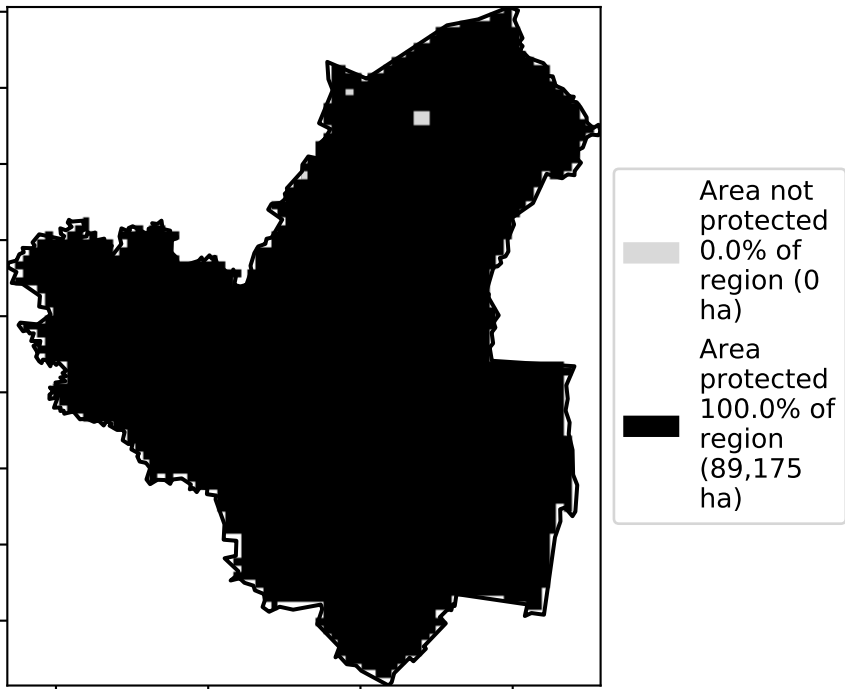 Area not
protected
0.0% of
region (0
ha)
Area
protected
100.0% of
region
(89,175
ha)